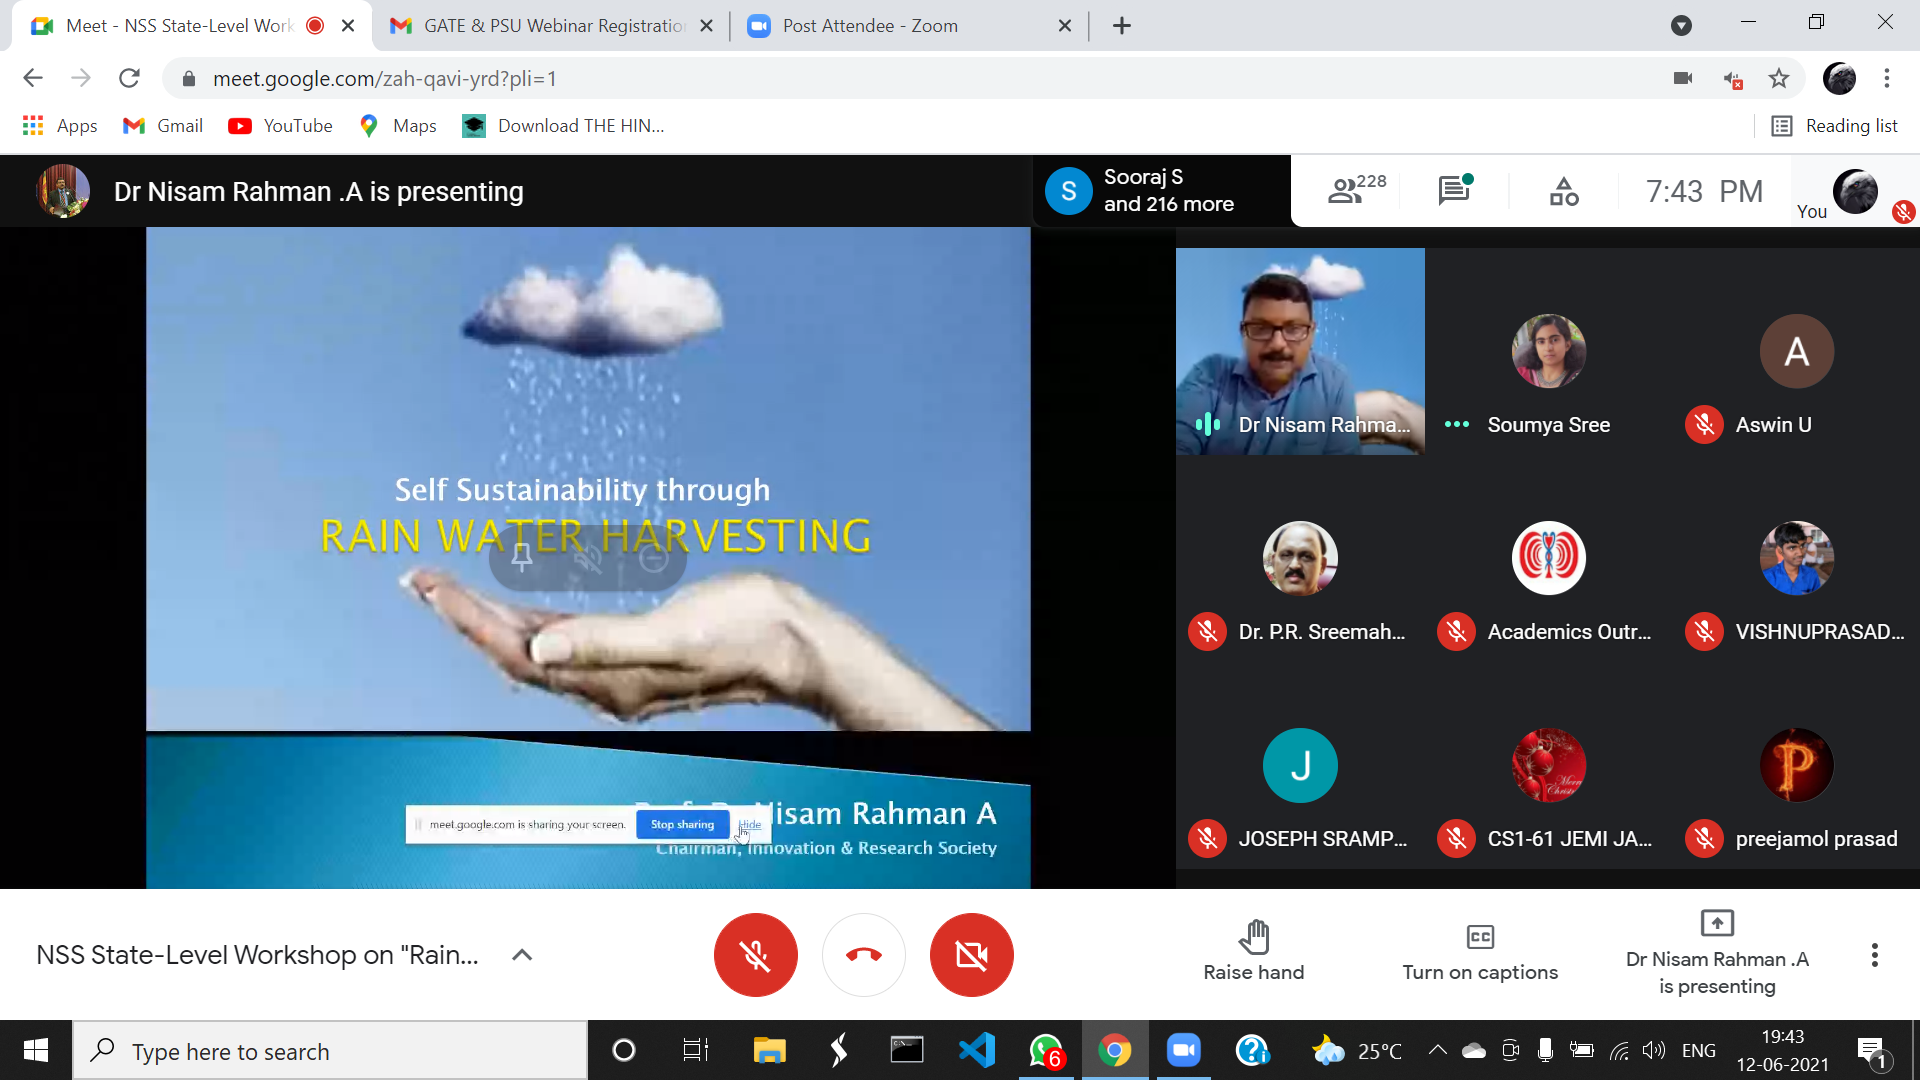 Meet - NSS State-Level Work
GATE & PSU Webinar Registratio
Post Attendee - Zoom
meet.google.com/zah-qavi-yrd?pli=1
Apps
Gmail
YouTube
Maps
Download THE HIN...
Reading list
Dr Nisam Rahman .A is presenting
S
Sooraj S
and 216 more
228
7:43 PM
You
Self Sustainability through
RAIN WATER HARVESTING
Nisam Rahman A
Chairman, Innovation & Research Society
meet.google.com is sharing your screen.
Stop sharing
Hide
Dr Nisam Rahma...
Soumya Sree
A
Aswin U
Dr. P.R. Sreemah...
Academics Outr...
VISHNUPRASAD...
J
JOSEPH SRAMP...
Merry
Christ
CS1-61 JEMI JA...
P
preejamol prasad
NSS State-Level Workshop on "Rain...
Raise hand
CC
Turn on captions
Dr Nisam Rahman .A
is presenting
Type here to search
6
25°C
ENG
19:43
12-06-2021
1